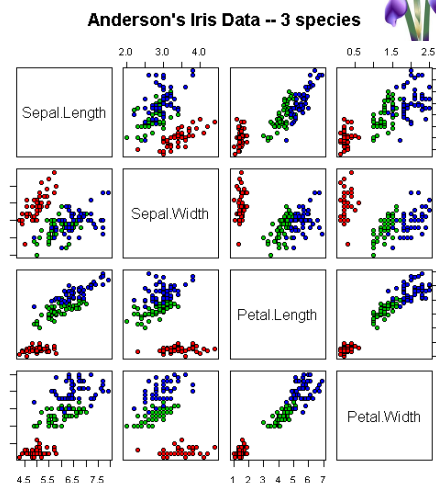 Anderson's Iris Data -- 3 species
2.0 3.0 4.0
0.5 1.5 2.5
Sepal.Length
Sepal.Width
Petal.Length
Petal.Width
4.5 5.5 6.5 7.5
1 2 3 4 5 6 7